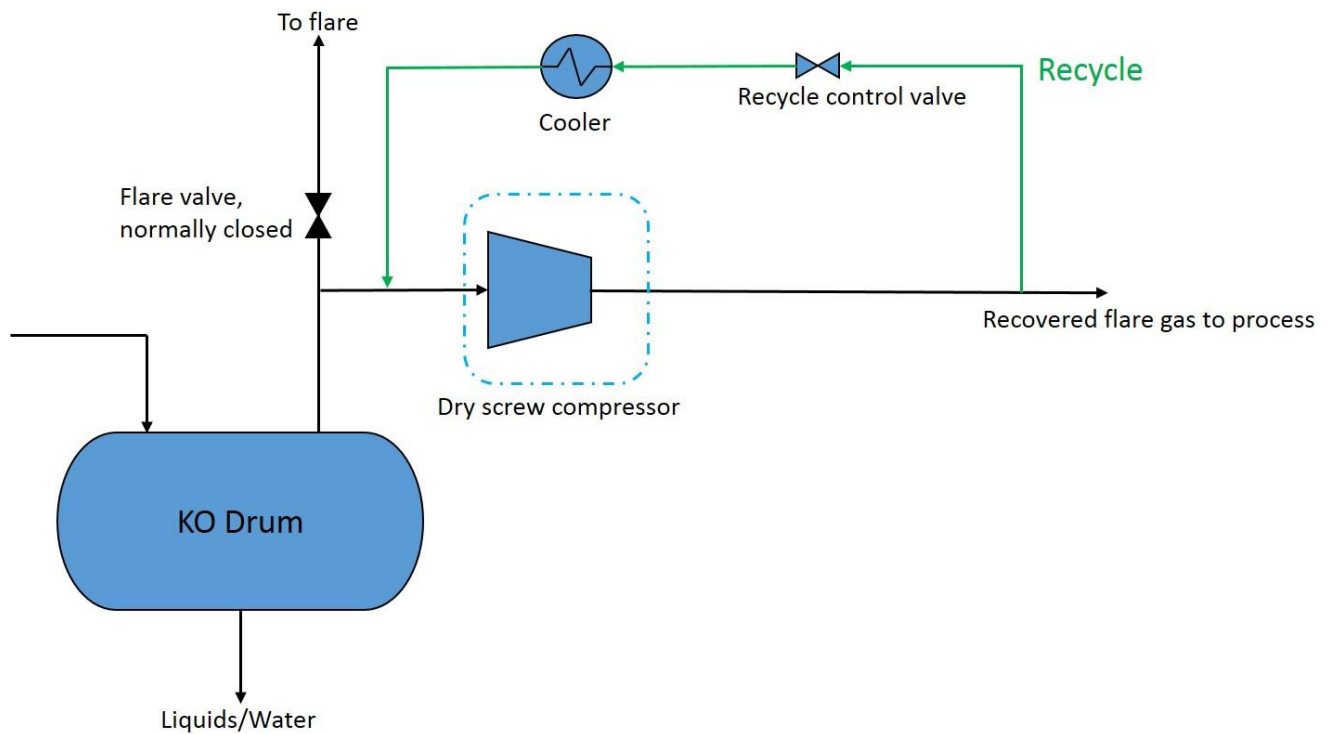 To flare
Recycle
Recycle control valve
Cooler
Flare valve,
normally closed
Recovered flare gas to process
Dry screw compressor
KO Drum
Liquids/Water